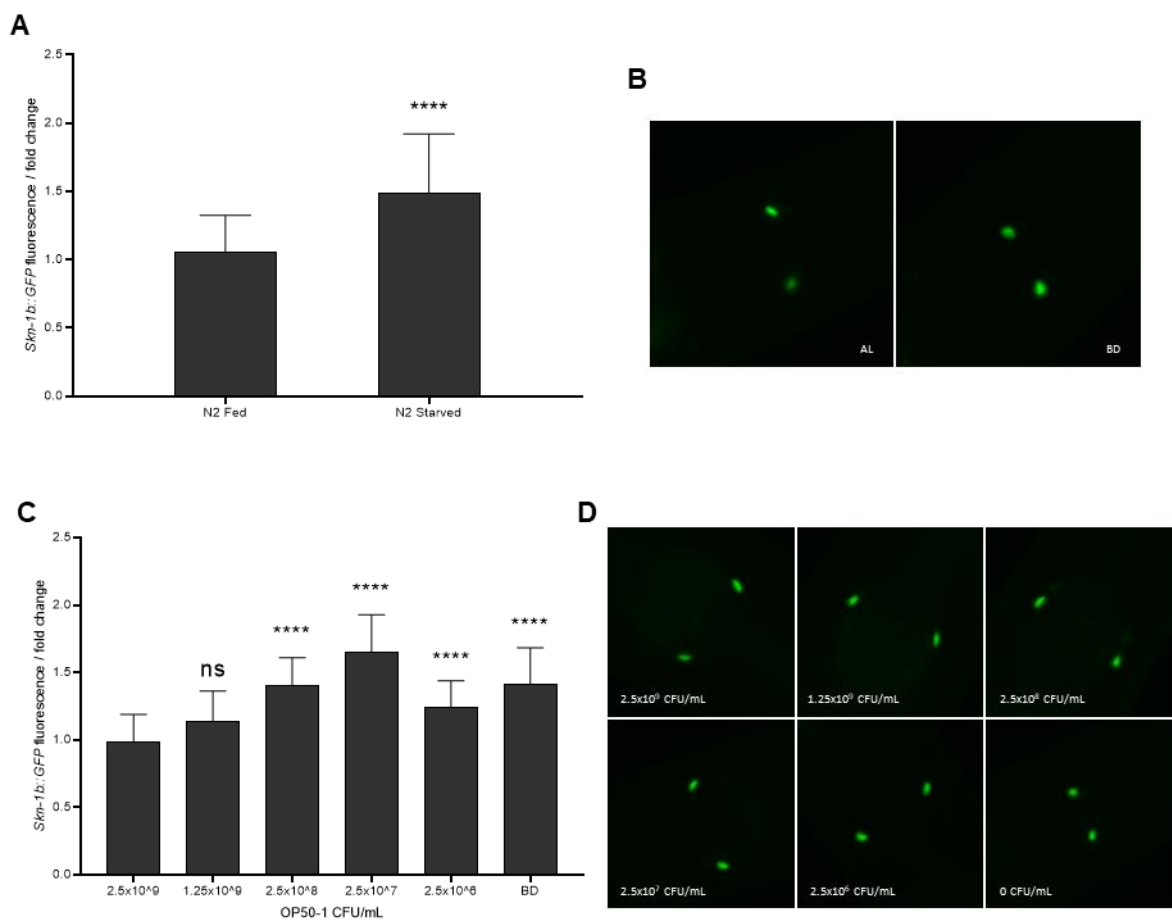 A
2.5
2.0
1.5
1.0
0.5
0.0
Skn-1b::GFP fluorescence / fold change
****
N2 Fed
N2 Starved
B
AL
BD
C
2.5
2.0
1.5
1.0
0.5
0.0
Skn-1b::GFP fluorescence / fold change
ns
****
****
****
****
2.5x10^9
1.25x10^9
2.5x10^8
2.5x10^7
2.5x10^6
BD
OP50-1 CFU/mL
D
2.5x10⁹ CFU/mL
1.25x10⁹ CFU/mL
2.5x10⁸ CFU/mL
2.5x10⁷ CFU/mL
2.5x10⁶ CFU/mL
0 CFU/mL